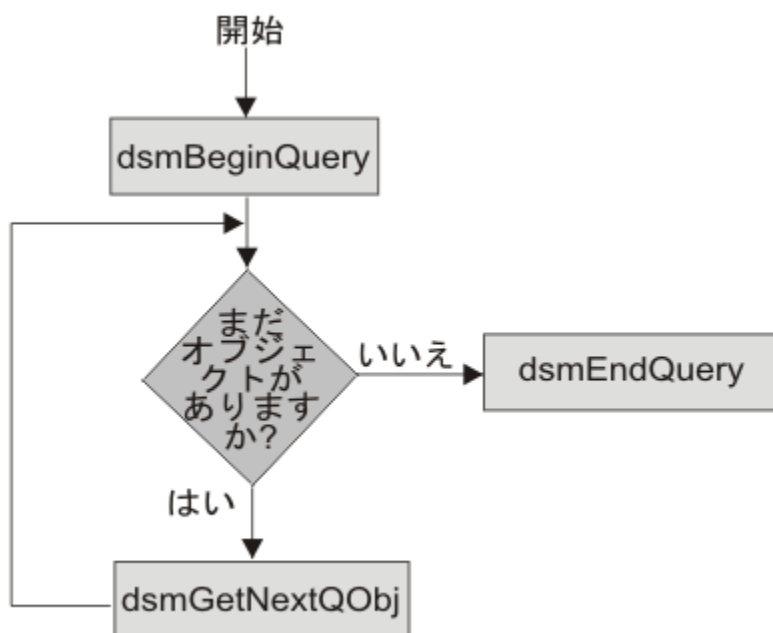 開始
dsmBeginQuery
まだ
オブジェ
クトが
あります
か?
いいえ
dsmEndQuery
はい
dsmGetNextQObj